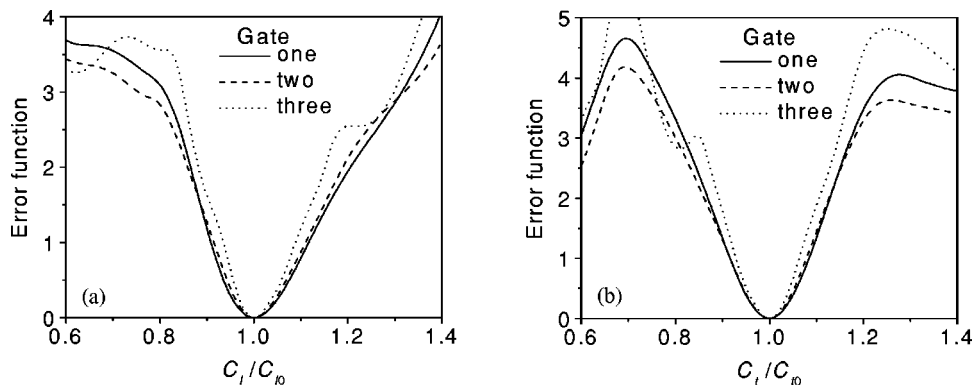 4
3
2
1
0
Error function
Gate
one
two
three
(a)
0.6 0.8 1.0 1.2 1.4
C_l / C_l0
5
4
3
2
1
0
Error function
Gate
one
two
three
(b)
0.6 0.8 1.0 1.2 1.4
C_t / C_t0